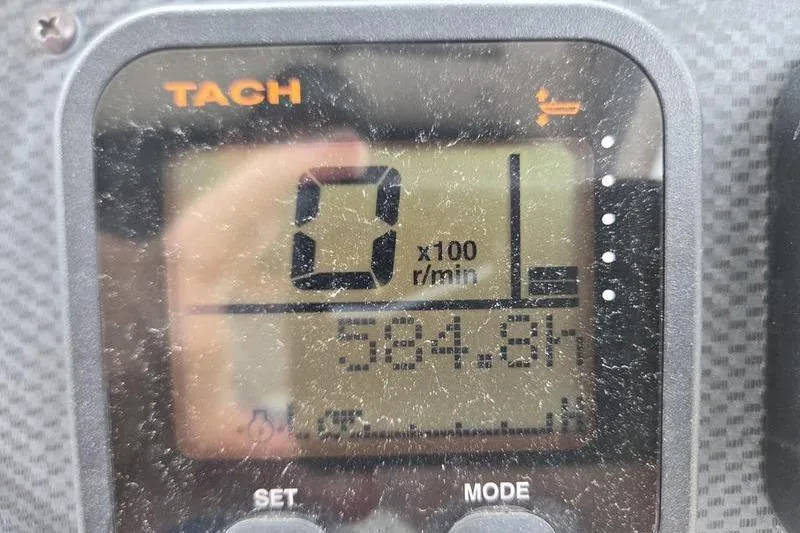 TACH
0
x100
r/min
584.8h
L H
SET MODE